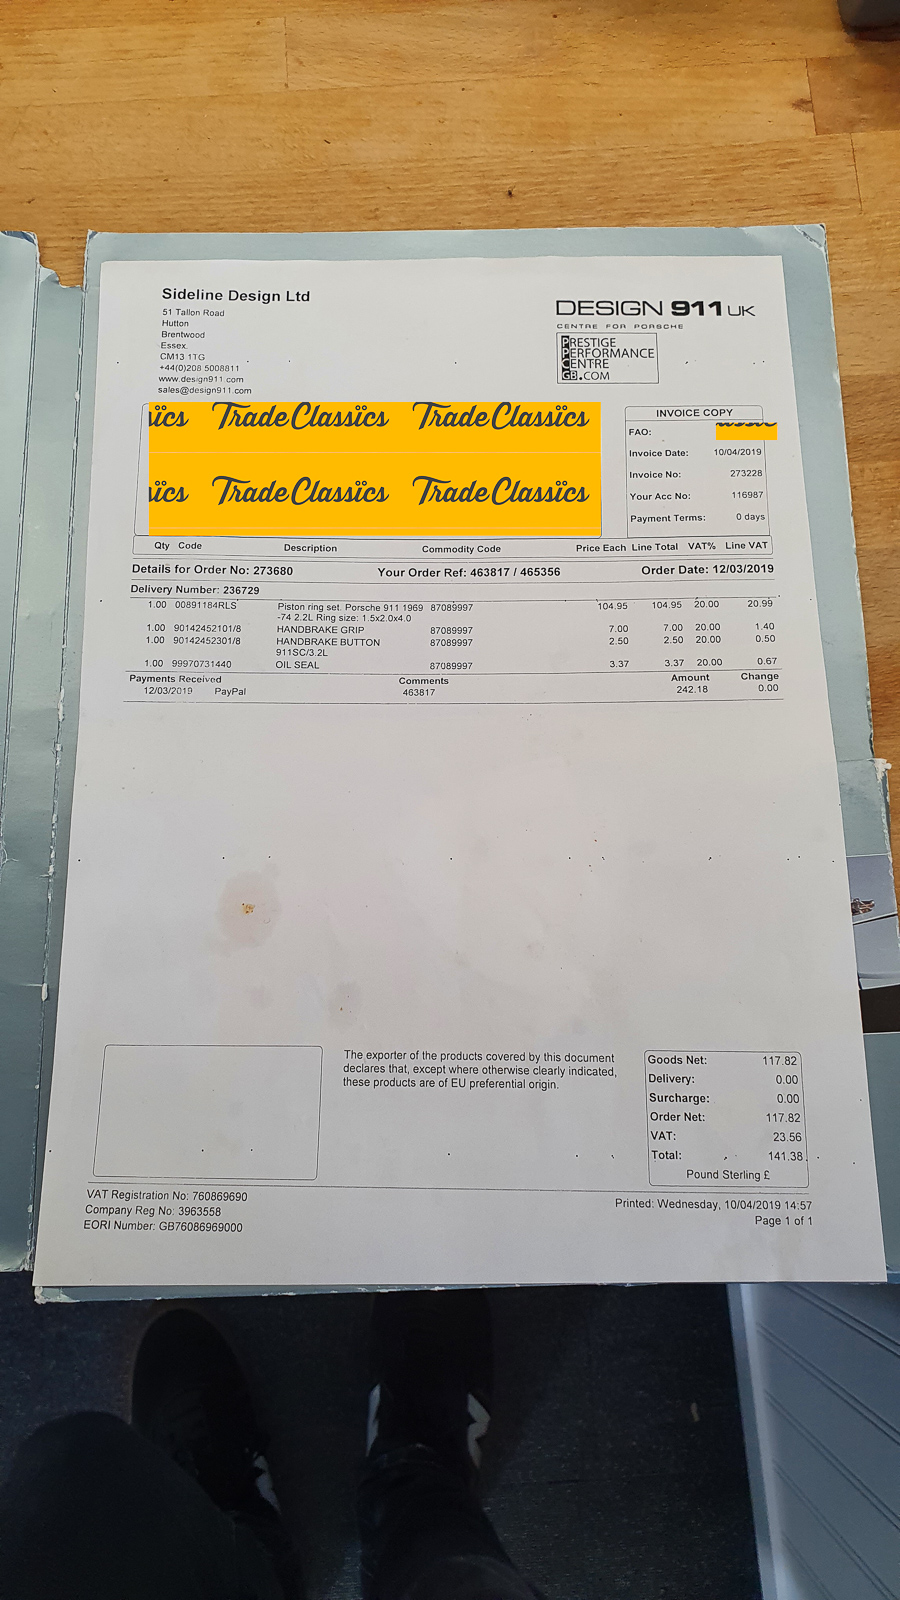 Sideline Design Ltd
51 Tallon Road
Hutton
Brentwood
Essex.
CM13 1TG
+44(0)208 5008811
www.design911.com
sales@design911.com
DESIGN 911 UK
CENTRE FOR PORSCHE
PRESTIGE
PERFORMANCE
CENTRE
GB.COM
ïcs TradeClassïcs TradeClassïcs
ïcs TradeClassïcs TradeClassïcs
INVOICE COPY
FAO:
Invoice Date: 10/04/2019
Invoice No: 273228
Your Acc No: 116987
Payment Terms: 0 days
Qty Code Description Commodity Code Price Each Line Total VAT% Line VAT
Details for Order No: 273680 Your Order Ref: 463817 / 465356 Order Date: 12/03/2019
Delivery Number: 236729
1.00 00891184RLS Piston ring set. Porsche 911 1969 87089997 104.95 104.95 20.00 20.99
-74 2.2L Ring size: 1.5x2.0x4.0
1.00 90142452101/8 HANDBRAKE GRIP 87089997 7.00 7.00 20.00 1.40
1.00 90142452301/8 HANDBRAKE BUTTON 87089997 2.50 2.50 20.00 0.50
911SC/3.2L
1.00 99970731440 OIL SEAL 87089997 3.37 3.37 20.00 0.67
Payments Received Comments Amount Change
12/03/2019 PayPal 463817 242.18 0.00
The exporter of the products covered by this document
declares that, except where otherwise clearly indicated,
these products are of EU preferential origin.
Goods Net: 117.82
Delivery: 0.00
Surcharge: 0.00
Order Net: 117.82
VAT: 23.56
Total: 141.38
Pound Sterling £
VAT Registration No: 760869690
Company Reg No: 3963558
EORI Number: GB76086969000
Printed: Wednesday, 10/04/2019 14:57
Page 1 of 1